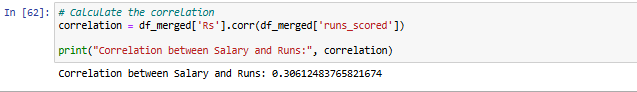 In [62]: # Calculate the correlation
correlation = df_merged['Rs'].corr(df_merged['runs_scored'])
print("Correlation between Salary and Runs:", correlation)
Correlation between Salary and Runs: 0.30612483765821674